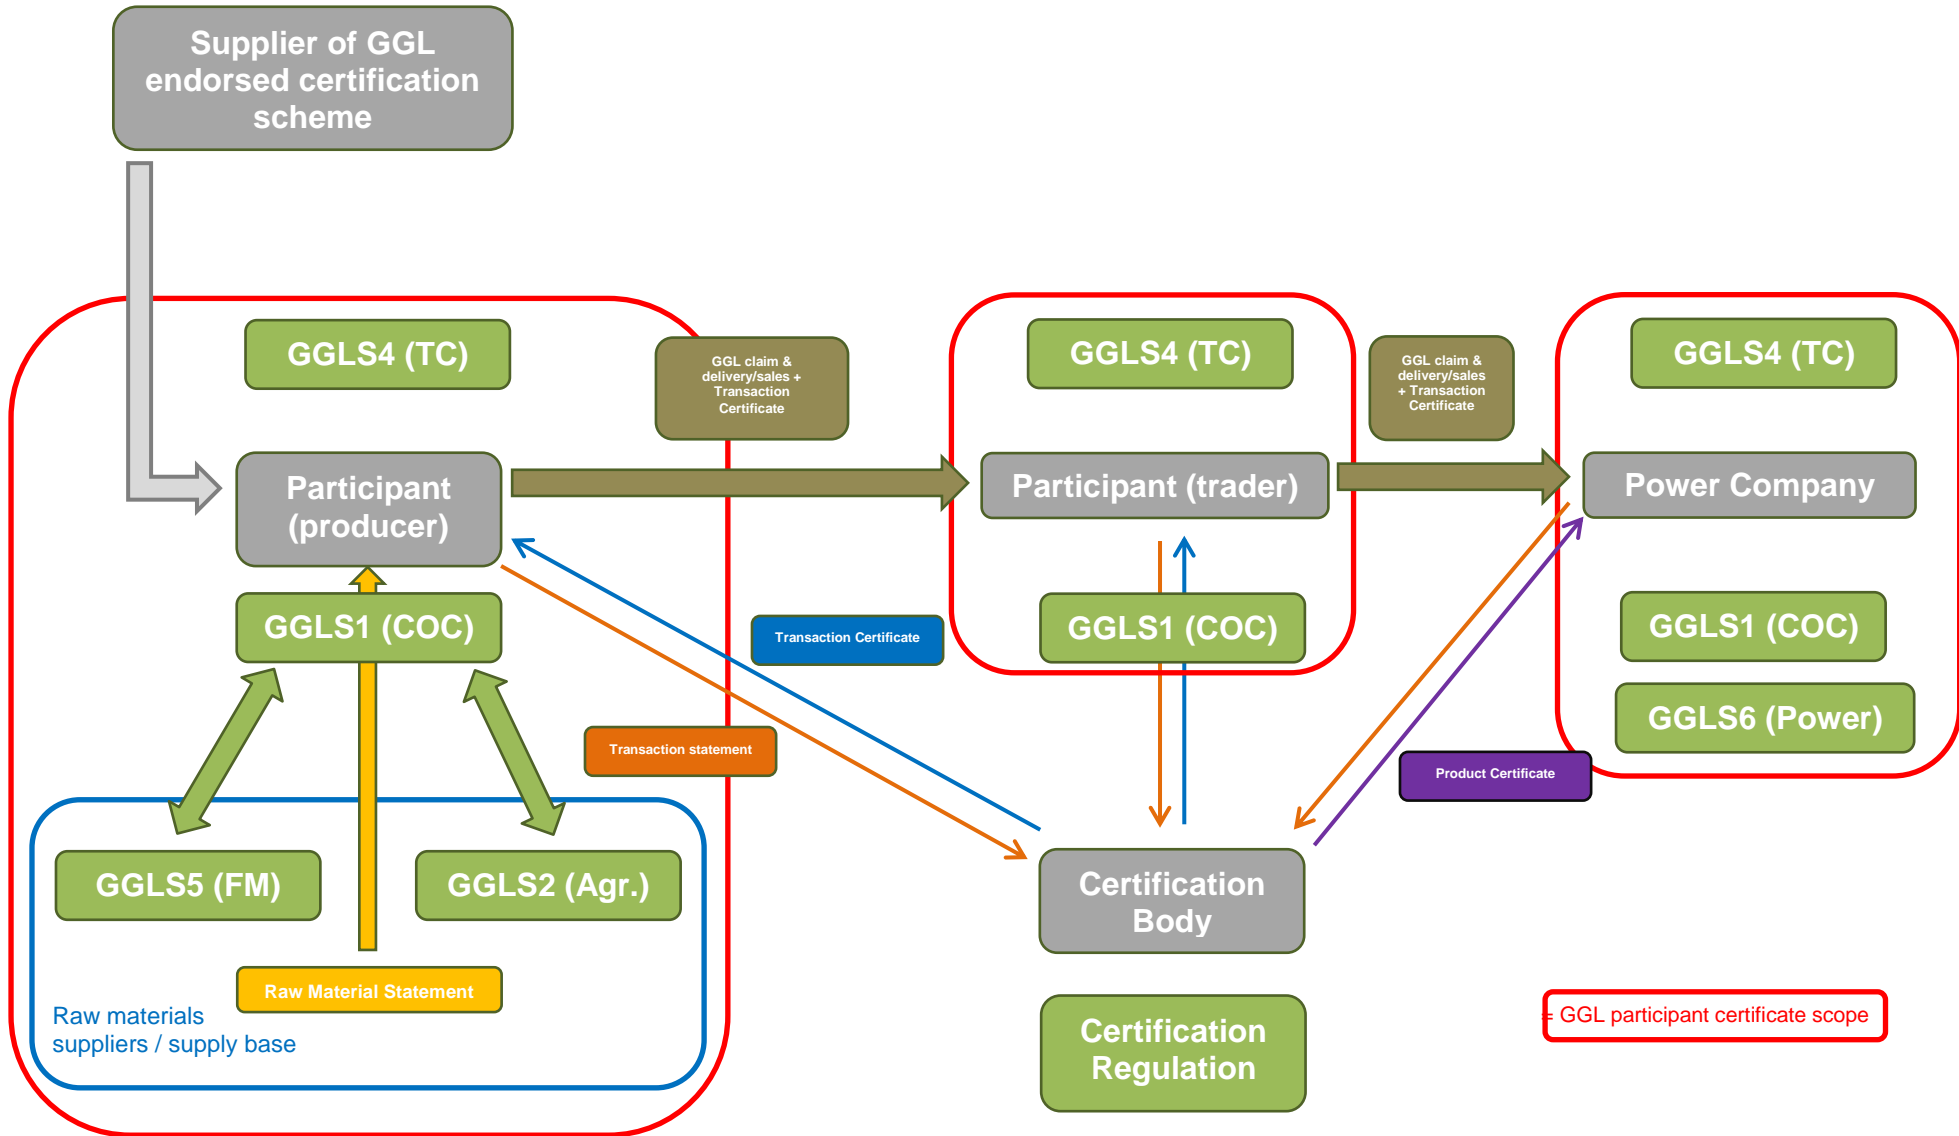 Supplier of GGL
endorsed certification
scheme
GGLS4 (TC)
GGL claim &
delivery/sales +
Transaction
Certificate
GGLS4 (TC)
GGL claim &
delivery/sales
+ Transaction
Certificate
GGLS4 (TC)
Participant
(producer)
Participant (trader)
Power Company
GGLS1 (COC)
Transaction Certificate
GGLS1 (COC)
GGLS1 (COC)
GGLS6 (Power)
Transaction statement
Product Certificate
GGLS5 (FM)
GGLS2 (Agr.)
Certification
Body
Raw Material Statement
Raw materials
suppliers / supply base
Certification
Regulation
= GGL participant certificate scope